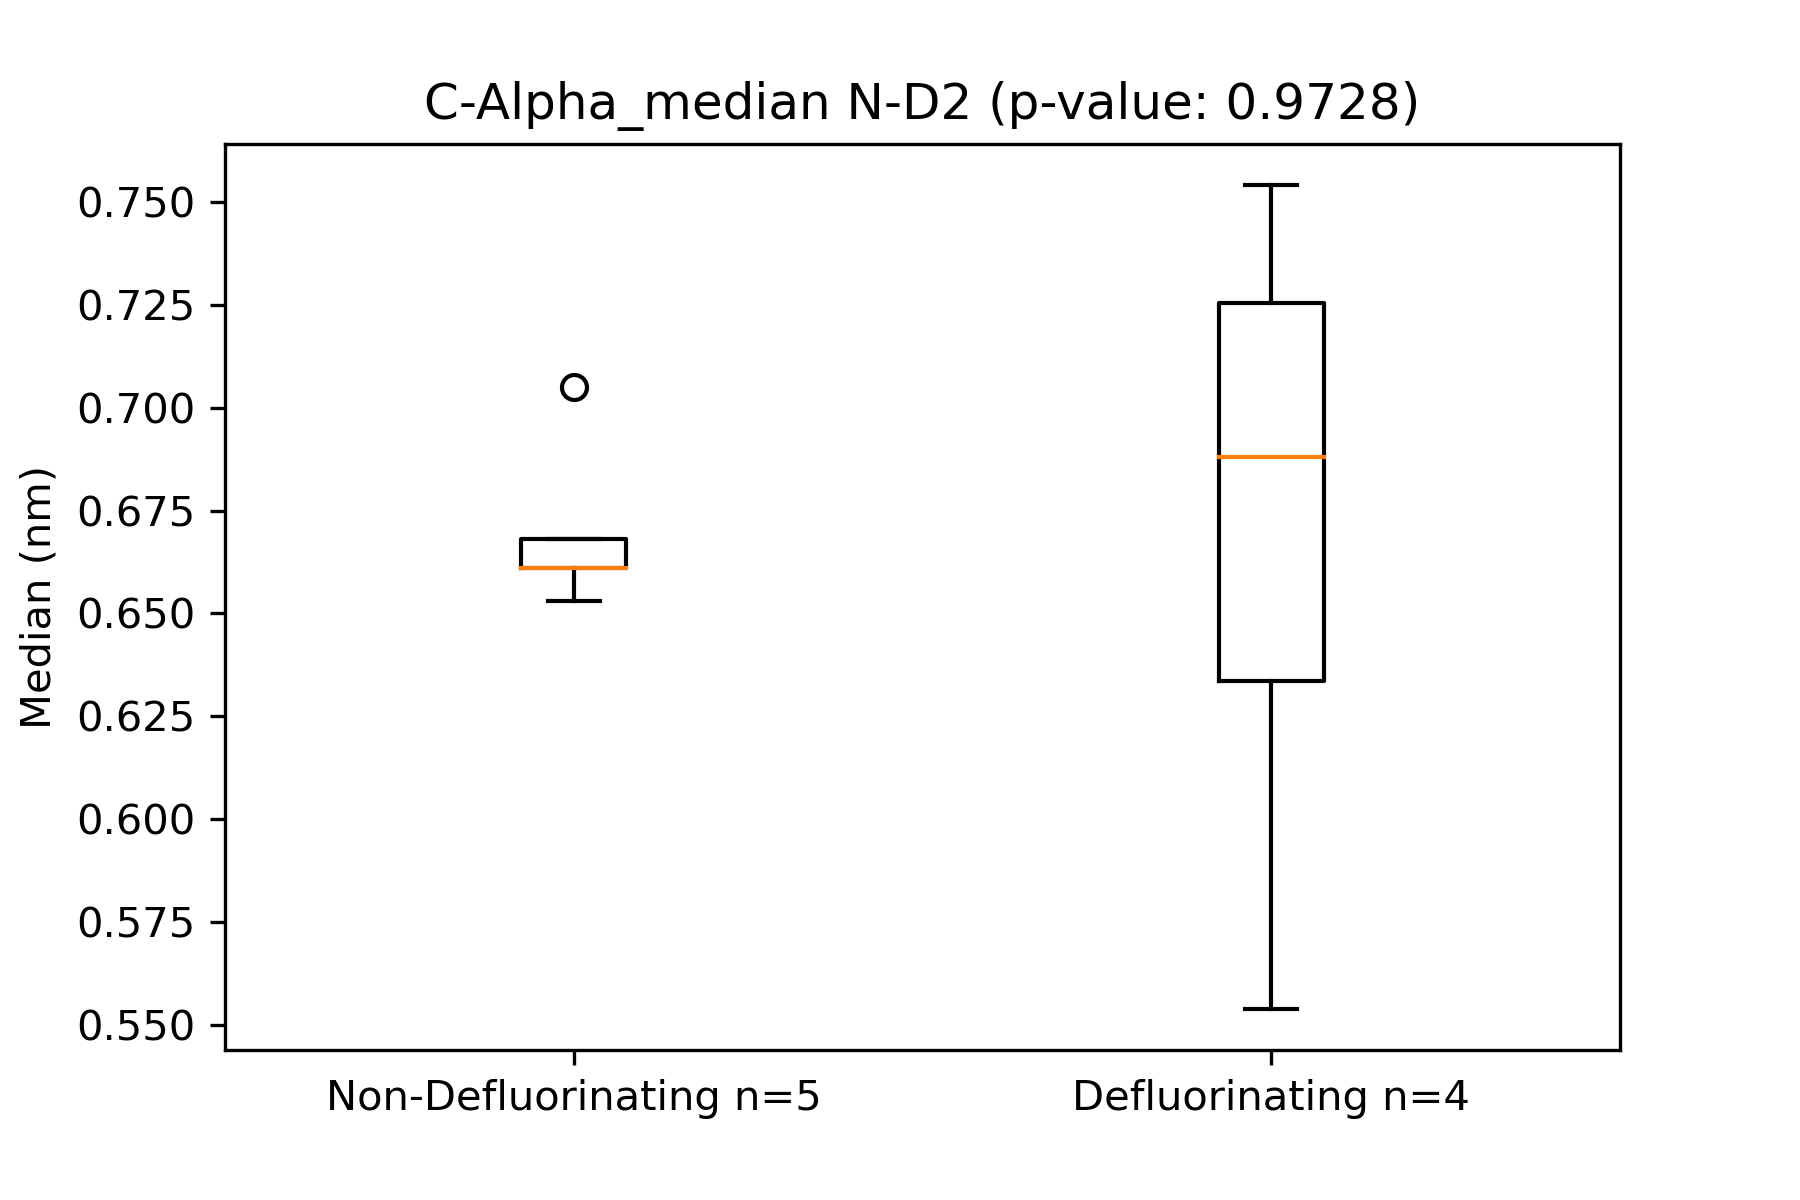 C-Alpha_median N-D2 (p-value: 0.9728)
Median (nm)
0.750
0.725
0.700
0.675
0.650
0.625
0.600
0.575
0.550
Non-Defluorinating n=5
Defluorinating n=4